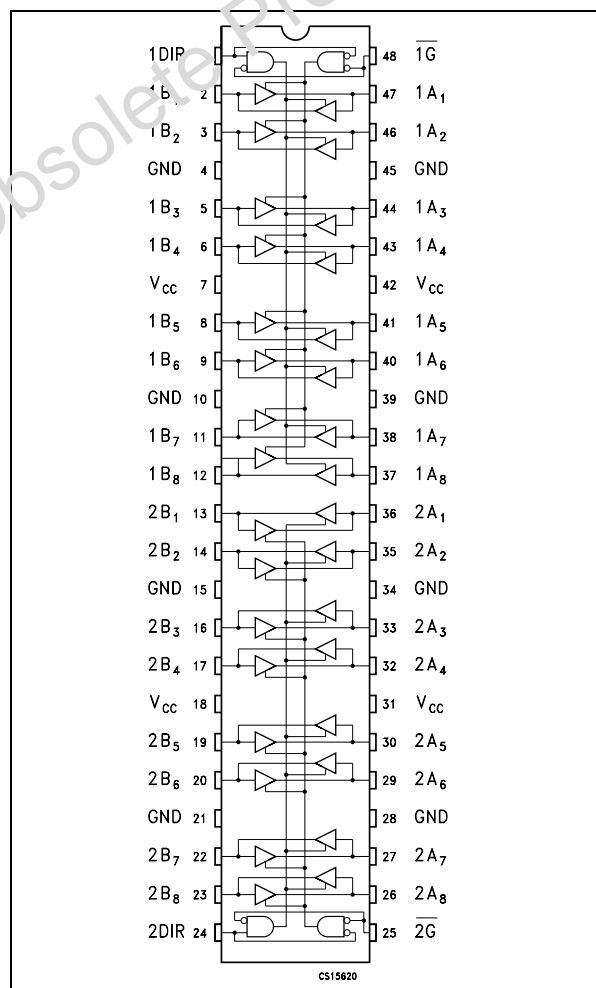 Obsolete Pro
1DIR 48 1G
1B1 2 47 1A1
1B2 3 46 1A2
GND 4 45 GND
1B3 5 44 1A3
1B4 6 43 1A4
VCC 7 42 VCC
1B5 8 41 1A5
1B6 9 40 1A6
GND 10 39 GND
1B7 11 38 1A7
1B8 12 37 1A8
2B1 13 36 2A1
2B2 14 35 2A2
GND 15 34 GND
2B3 16 33 2A3
2B4 17 32 2A4
VCC 18 31 VCC
2B5 19 30 2A5
2B6 20 29 2A6
GND 21 28 GND
2B7 22 27 2A7
2B8 23 26 2A8
2DIR 24 25 2G
CS15620